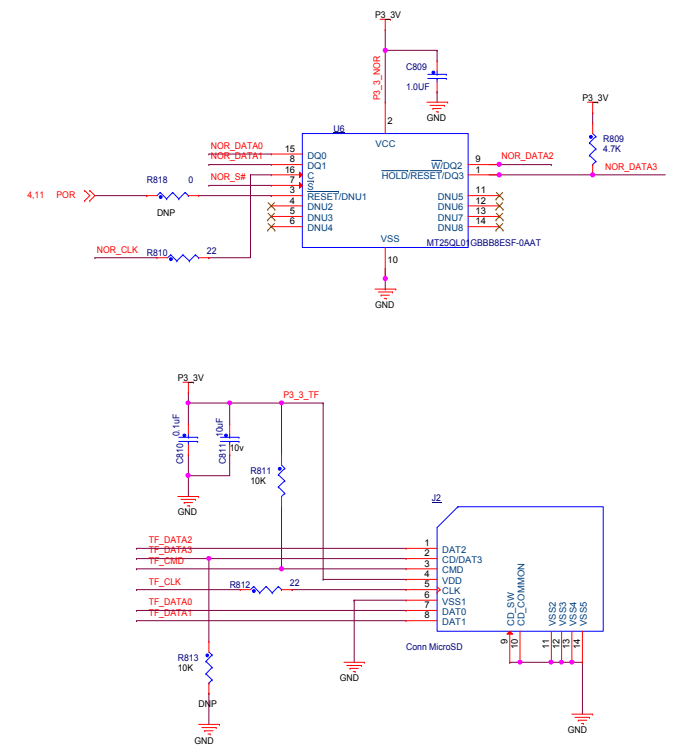 P3_3V
P3_3_NOR
C809
1.0UF
GND
P3_3V
R809
4.7K
U6
2
VCC
NOR_DATA0
15
DQ0
NOR_DATA1
8
DQ1
16
C
NOR_S#
7
S
3
RESET/DNU1
4
DNU2
5
DNU3
6
DNU4
W/DQ2
9
NOR_DATA2
HOLD/RESET/DQ3
1
NOR_DATA3
DNU5
11
DNU6
12
DNU7
13
DNU8
14
4,11
POR
R818
0
DNP
NOR_CLK
R810
22
VSS
MT25QL01GBBB8ESF-0AAT
10
GND
P3_3V
P3_3_TF
0.1uF
C810
10uF
C811
10v
R811
10K
GND
J2
TF_DATA2
1
DAT2
TF_DATA3
2
CD/DAT3
TF_CMD
3
CMD
4
VDD
TF_CLK
R812
22
5
CLK
6
VSS1
TF_DATA0
7
DAT0
TF_DATA1
8
DAT1
CD_SW
CD_COMMON
VSS2
VSS3
VSS4
VSS5
9
10
11
12
13
14
Conn MicroSD
R813
10K
DNP
GND
GND
GND